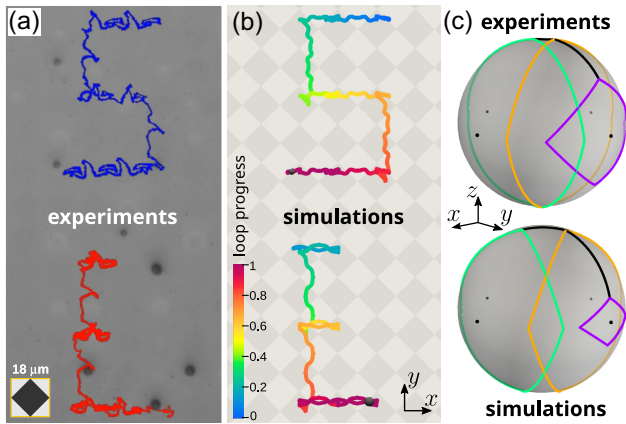 (a)
experiments
18 μm
(b)
simulations
loop progress
1
0.8
0.6
0.4
0.2
0
y
x
(c)
experiments
z
x
y
simulations